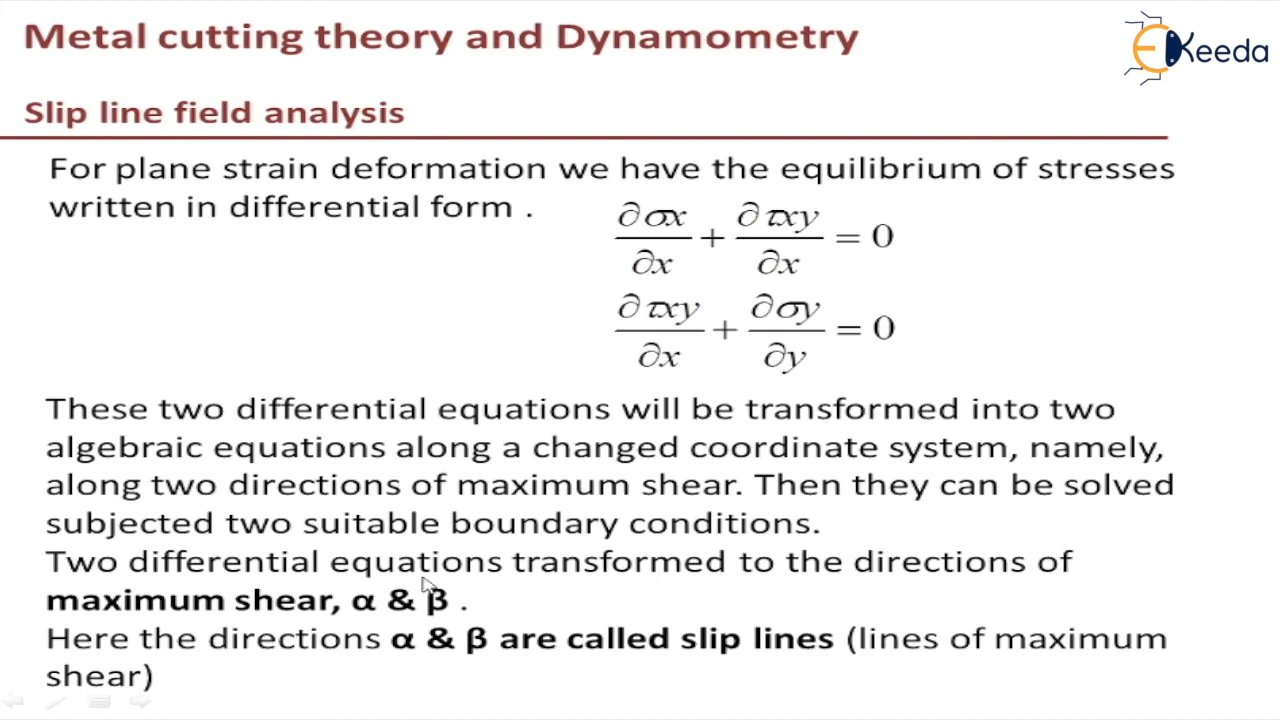 Metal cutting theory and Dynamometry
EKeeda
Slip line field analysis
For plane strain deformation we have the equilibrium of stresses
written in differential form .
∂σx/∂x + ∂τxy/∂x = 0
∂τxy/∂x + ∂σy/∂y = 0
These two differential equations will be transformed into two
algebraic equations along a changed coordinate system, namely,
along two directions of maximum shear. Then they can be solved
subjected two suitable boundary conditions.
Two differential equations transformed to the directions of
maximum shear, α & β .
Here the directions α & β are called slip lines (lines of maximum
shear)